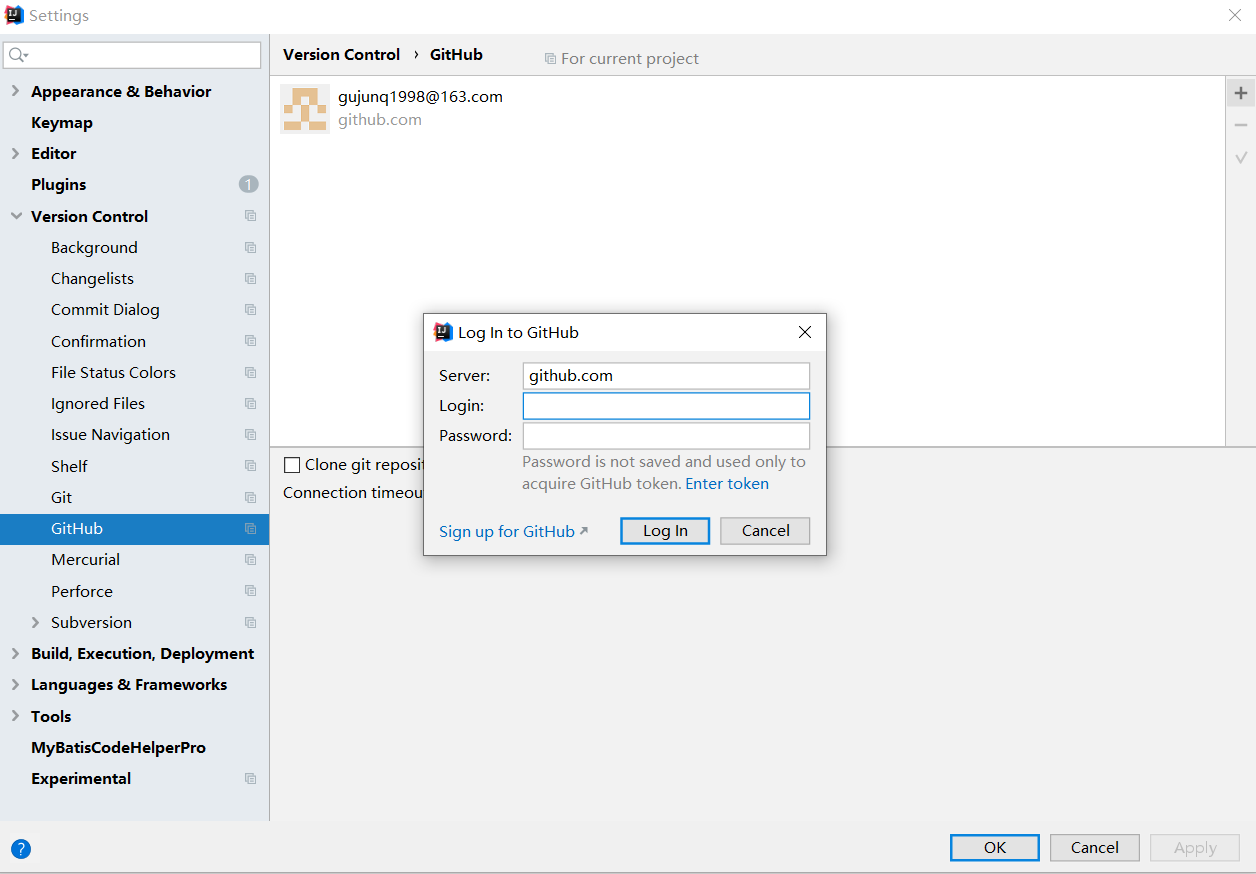 Settings
Version Control › GitHub For current project
Appearance & Behavior
Keymap
Editor
Plugins 1
Version Control
Background
Changelists
Commit Dialog
Confirmation
File Status Colors
Ignored Files
Issue Navigation
Shelf
Git
GitHub
Mercurial
Perforce
Subversion
Build, Execution, Deployment
Languages & Frameworks
Tools
MyBatisCodeHelperPro
Experimental
gujunq1998@163.com
github.com
Clone git reposit
Connection timeou
Log In to GitHub
Server: github.com
Login:
Password:
Password is not saved and used only to
acquire GitHub token. Enter token
Sign up for GitHub Log In Cancel
? OK Cancel Apply